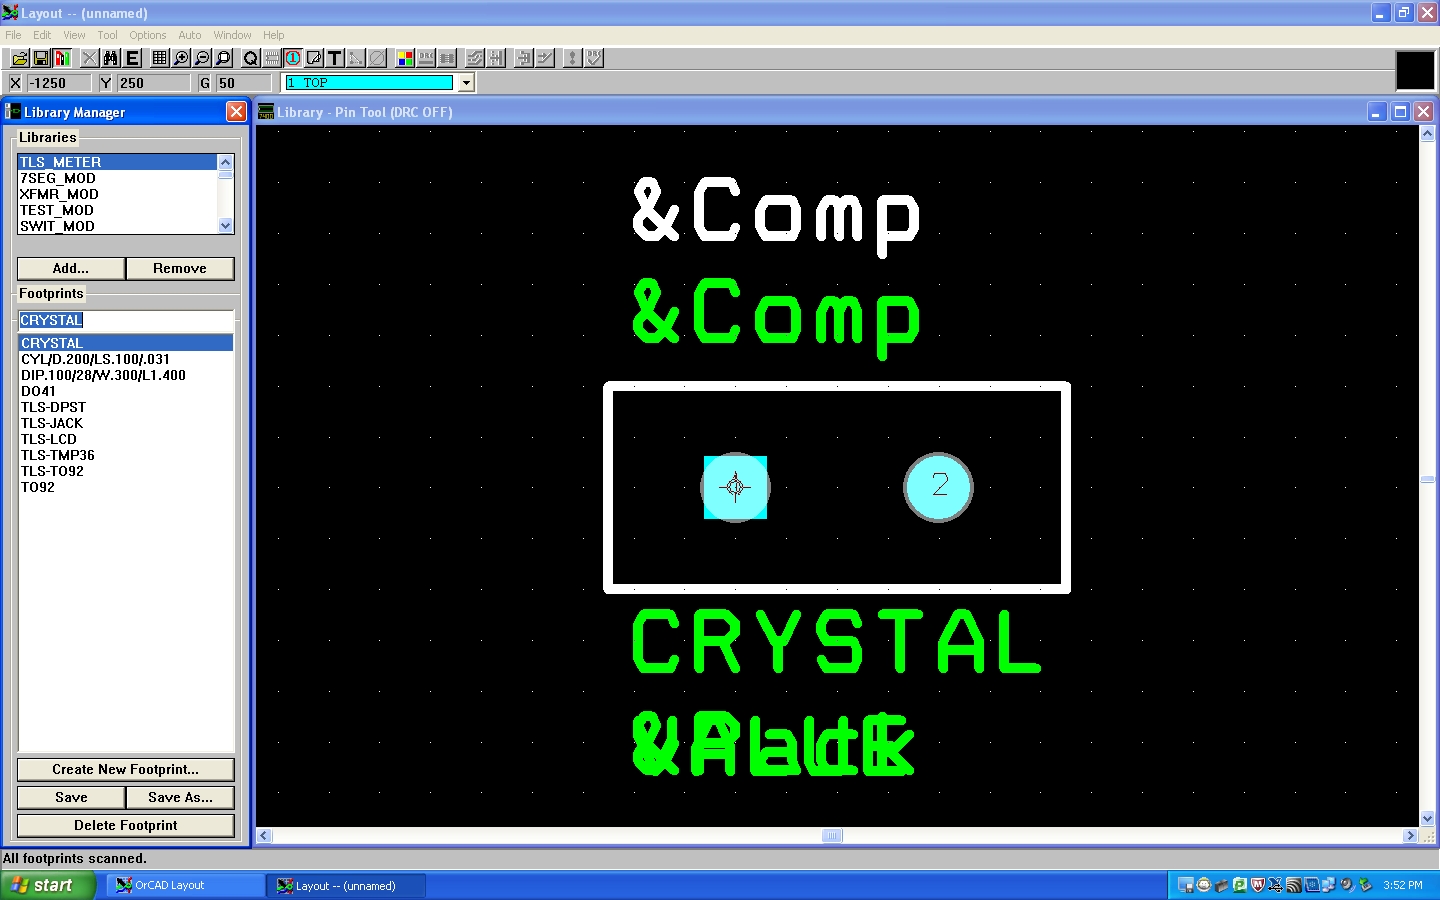 Layout -- (unnamed)
File Edit View Tool Options Auto Window Help
X -1250 Y 250 G 50 1 TOP
Library Manager
Library - Pin Tool (DRC OFF)
Libraries
TLS_METER
7SEG_MOD
XFMR_MOD
TEST_MOD
SWIT_MOD
Add... Remove
Footprints
CRYSTAL
CRYSTAL
CYL/D.200/LS.100/.031
DIP.100/28/W.300/L1.400
DO41
TLS-DPST
TLS-JACK
TLS-LCD
TLS-TMP36
TLS-TO92
TO92
Create New Footprint...
Save Save As...
Delete Footprint
&Comp
&Comp
1 2
CRYSTAL
All footprints scanned.
start OrCAD Layout Layout -- (unnamed) 3:52 PM